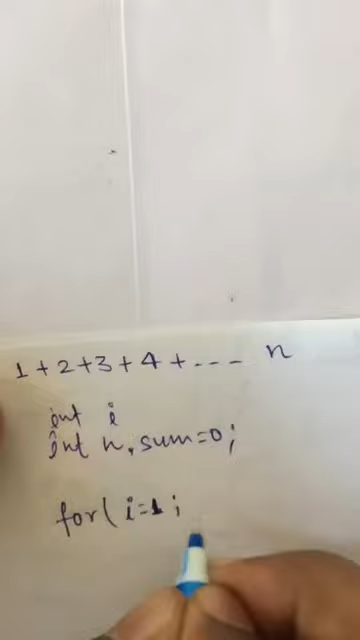 1+2+3+4+--- n
int i
int n, sum=0;
for( i=1;